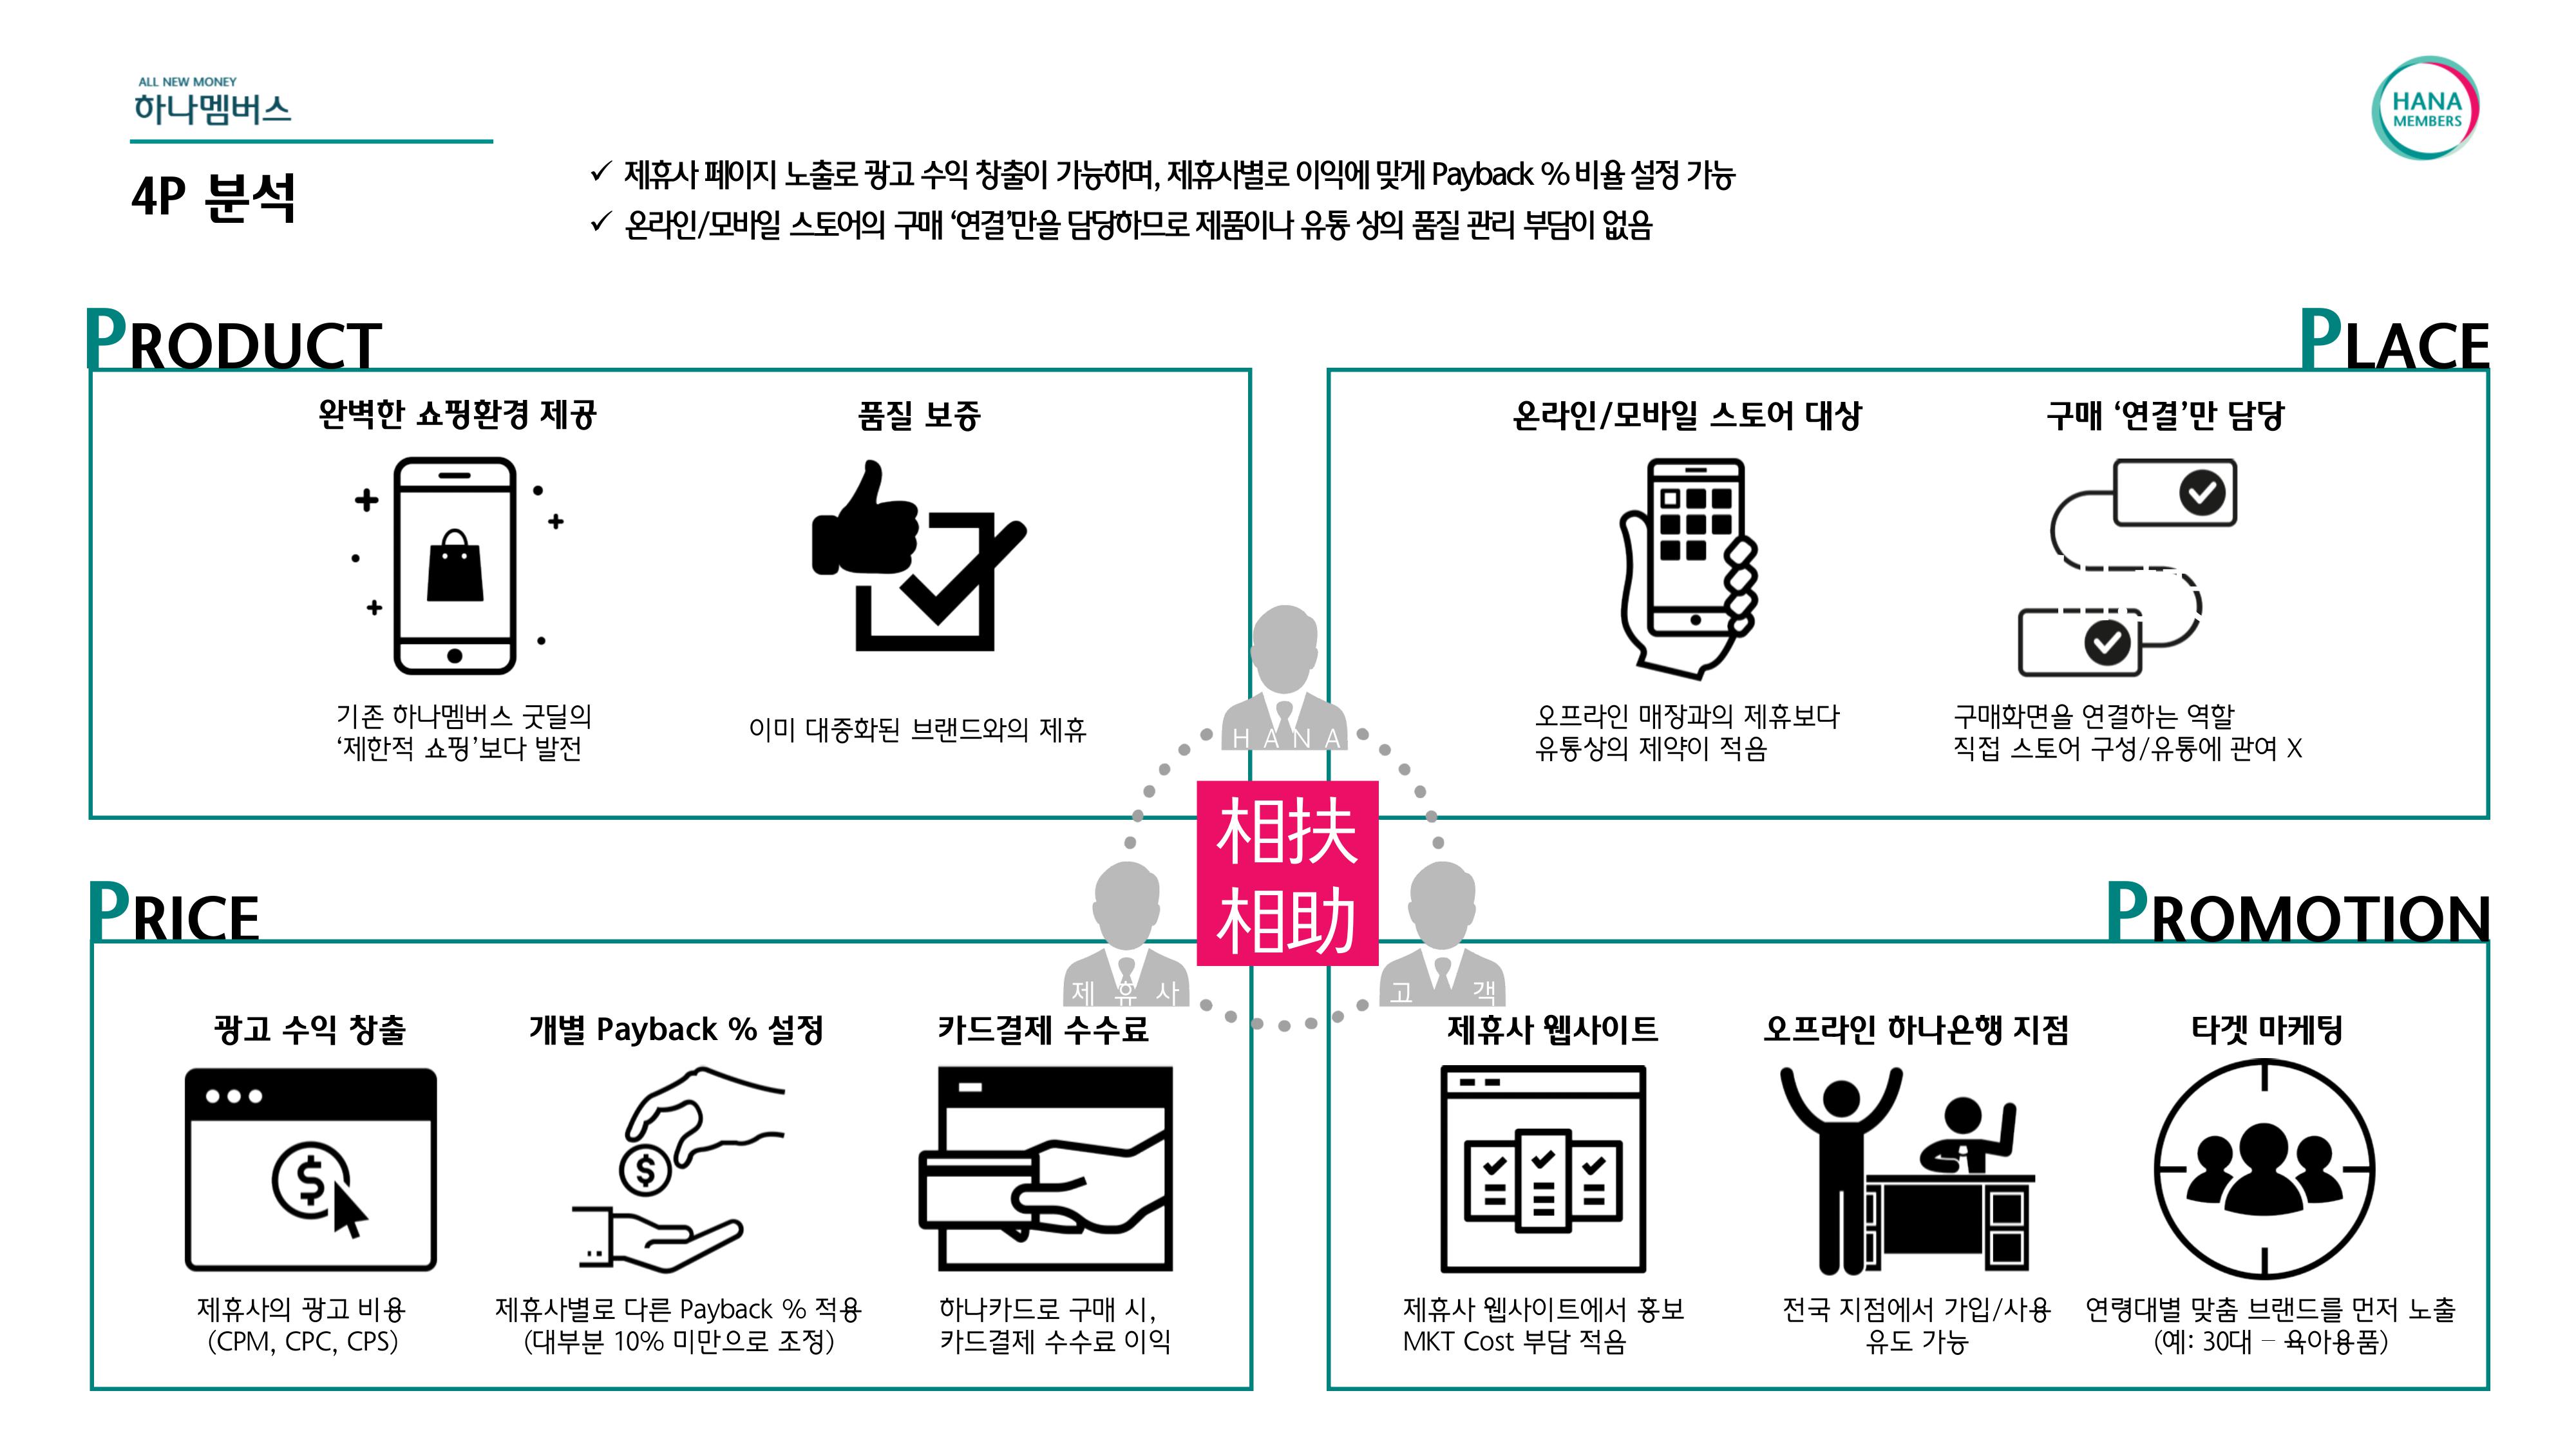 ALL NEW MONEY
하나멤버스
HANA
MEMBERS
4P 분석
✓ 제휴사 페이지 노출로 광고 수익 창출이 가능하며, 제휴사별로 이익에 맞게 Payback % 비율 설정 가능
✓ 온라인/모바일 스토어의 구매 ‘연결’만을 담당하므로 제품이나 유통 상의 품질 관리 부담이 없음
PRODUCT
완벽한 쇼핑환경 제공
기존 하나멤버스 굿딜의
‘제한적 쇼핑’보다 발전
품질 보증
이미 대중화된 브랜드와의 제휴
PLACE
온라인/모바일 스토어 대상
오프라인 매장과의 제휴보다
유통상의 제약이 적음
구매 ‘연결’만 담당
구매화면을 연결하는 역할
직접 스토어 구성/유통에 관여 X
HANA
相扶
相助
제휴사
고객
PRICE
광고 수익 창출
제휴사의 광고 비용
(CPM, CPC, CPS)
개별 Payback % 설정
제휴사별로 다른 Payback % 적용
(대부분 10% 미만으로 조정)
카드결제 수수료
하나카드로 구매 시,
카드결제 수수료 이익
PROMOTION
제휴사 웹사이트
제휴사 웹사이트에서 홍보
MKT Cost 부담 적음
오프라인 하나은행 지점
전국 지점에서 가입/사용
유도 가능
타겟 마케팅
연령대별 맞춤 브랜드를 먼저 노출
(예: 30대 – 육아용품)